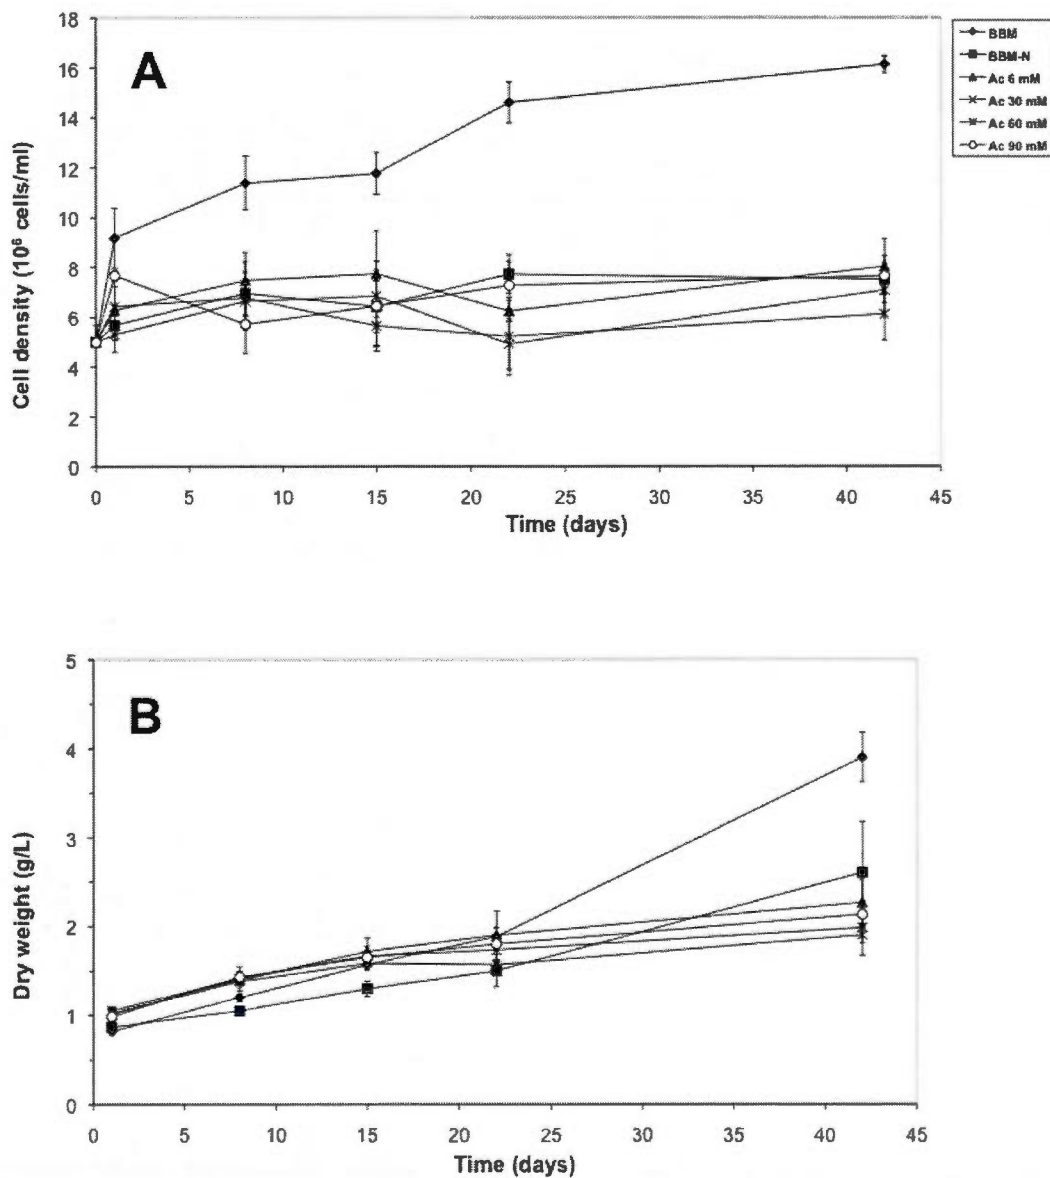 A
18
16
14
12
10
8
6
4
2
0
Cell density (10⁶ cells/ml)
0 5 10 15 20 25 30 35 40 45
Time (days)
BBM
BBM-N
Ac 6 mM
Ac 30 mM
Ac 60 mM
Ac 90 mM
B
5
4
3
2
1
0
Dry weight (g/L)
0 5 10 15 20 25 30 35 40 45
Time (days)